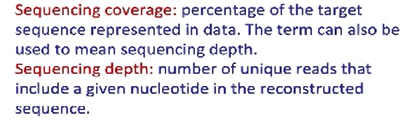 Sequencing coverage: percentage of the target
sequence represented in data. The term can also be
used to mean sequencing depth.
Sequencing depth: number of unique reads that
include a given nucleotide in the reconstructed
sequence.